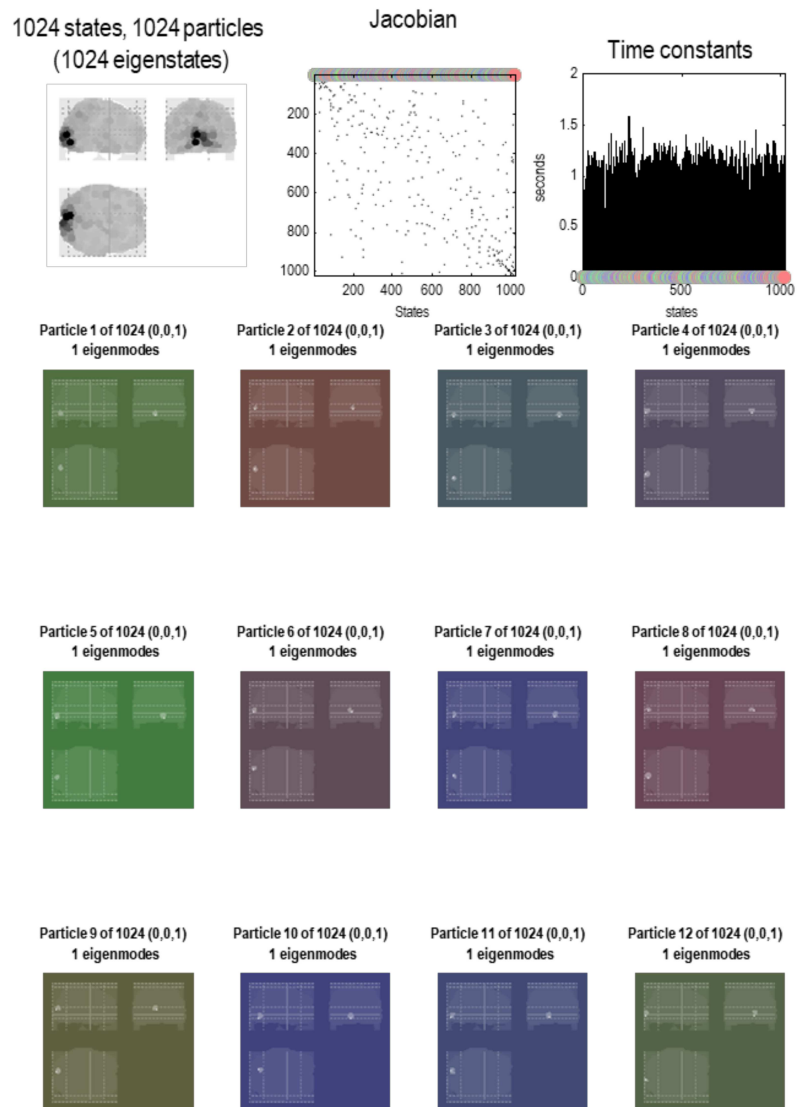 1024 states, 1024 particles
(1024 eigenstates)
Jacobian
200
400
600
800
1000
200 400 600 800 1000
States
Time constants
2
1.5
1
0.5
0
seconds
0 500 1000
states
Particle 1 of 1024 (0,0,1)
1 eigenmodes
Particle 2 of 1024 (0,0,1)
1 eigenmodes
Particle 3 of 1024 (0,0,1)
1 eigenmodes
Particle 4 of 1024 (0,0,1)
1 eigenmodes
Particle 5 of 1024 (0,0,1)
1 eigenmodes
Particle 6 of 1024 (0,0,1)
1 eigenmodes
Particle 7 of 1024 (0,0,1)
1 eigenmodes
Particle 8 of 1024 (0,0,1)
1 eigenmodes
Particle 9 of 1024 (0,0,1)
1 eigenmodes
Particle 10 of 1024 (0,0,1)
1 eigenmodes
Particle 11 of 1024 (0,0,1)
1 eigenmodes
Particle 12 of 1024 (0,0,1)
1 eigenmodes